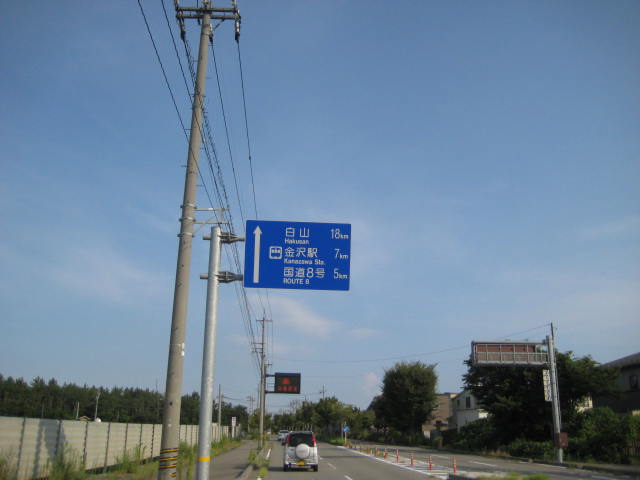 白山 18km
Hakusan
金沢駅 7km
Kanazawa Sta.
国道8号 5km
ROUTE 8